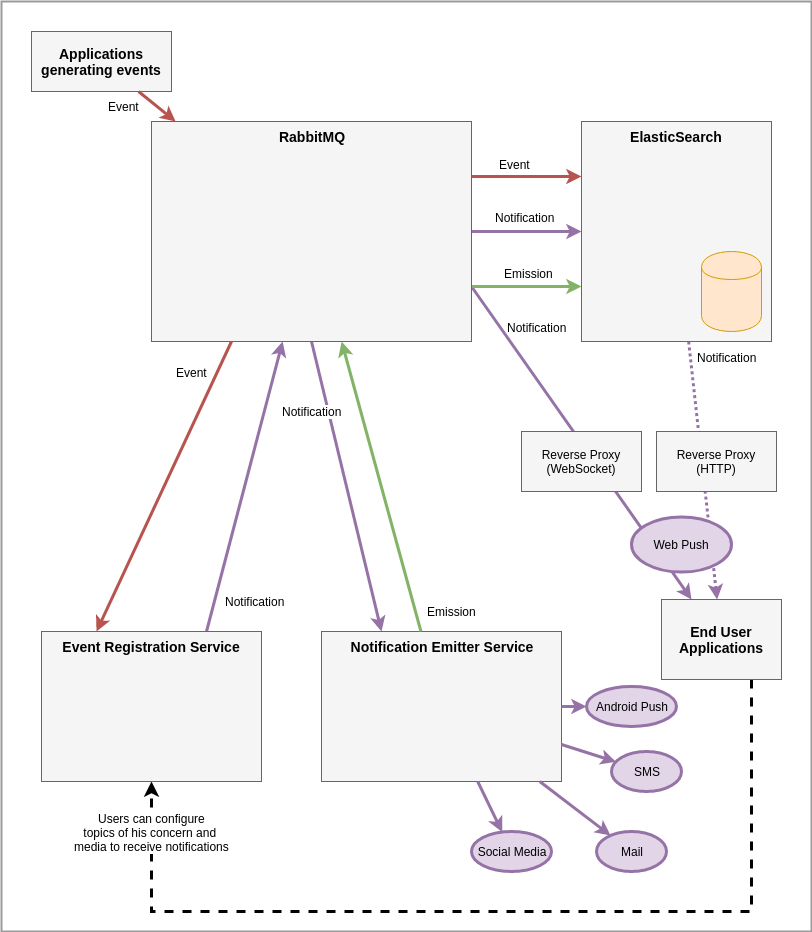 Applications
generating events
Event
RabbitMQ
ElasticSearch
Event
Notification
Emission
Notification
Notification
Event
Notification
Reverse Proxy
(WebSocket)
Reverse Proxy
(HTTP)
Web Push
Notification
Emission
End User
Applications
Event Registration Service
Notification Emitter Service
Android Push
SMS
Users can configure
topics of his concern and
media to receive notifications
Social Media
Mail